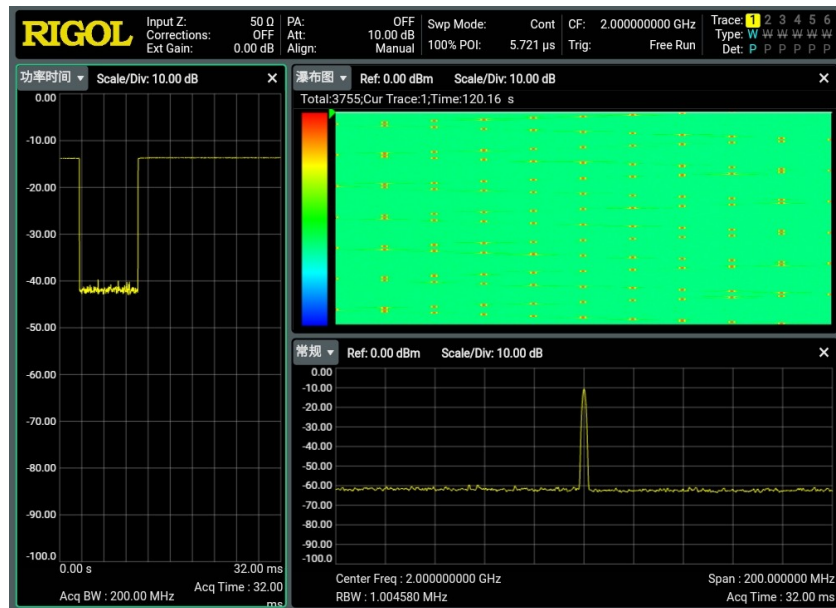 RIGOL
Input Z: 50 Ω
Corrections: OFF
Ext Gain: 0.00 dB
PA: OFF
Att: 10.00 dB
Align: Manual
Swp Mode: Cont
100% POI: 5.721 µs
CF: 2.000000000 GHz
Trig: Free Run
Trace: 1 2 3 4 5 6
Type: W W W W W W
Det: P P P P P P
功率时间 Scale/Div: 10.00 dB
0.00
-10.00
-20.00
-30.00
-40.00
-50.00
-60.00
-70.00
-80.00
-90.00
-100.0
0.00 s 32.00 ms
Acq BW : 200.00 MHz
Acq Time : 32.00
ms
瀑布图 Ref: 0.00 dBm Scale/Div: 10.00 dB
Total:3755;Cur Trace:1;Time:120.16 s
常规 Ref: 0.00 dBm Scale/Div: 10.00 dB
0.00
-10.00
-20.00
-30.00
-40.00
-50.00
-60.00
-70.00
-80.00
-90.00
-100.0
Center Freq : 2.000000000 GHz Span : 200.000000 MHz
RBW : 1.004580 MHz Acq Time : 32.00 ms